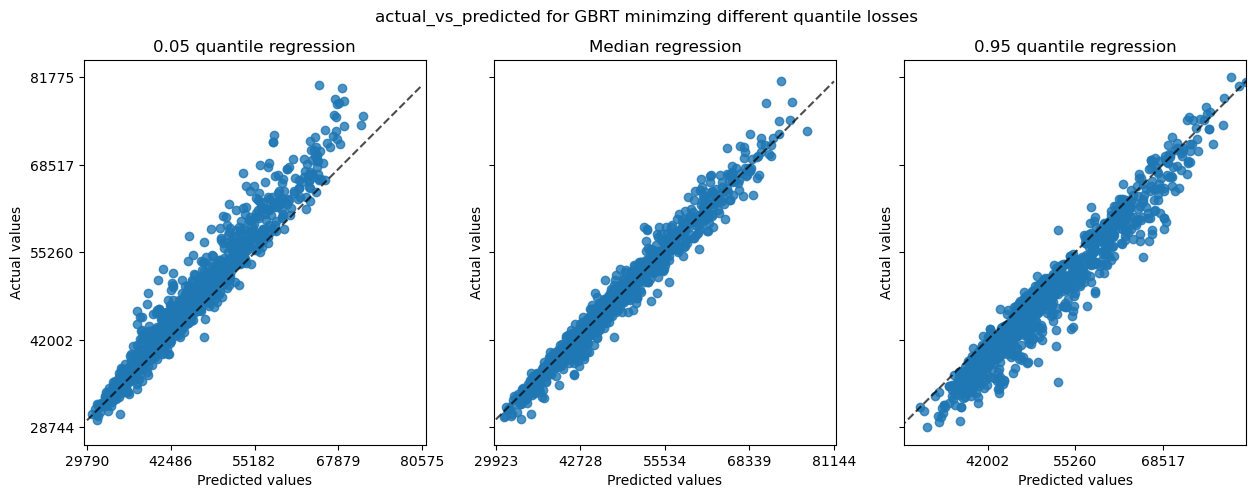 actual_vs_predicted for GBRT minimzing different quantile losses
0.05 quantile regression
Median regression
0.95 quantile regression
Actual values
81775
68517
55260
42002
28744
29790 42486 55182 67879 80575
Predicted values
Actual values
29923 42728 55534 68339 81144
Predicted values
Actual values
42002 55260 68517
Predicted values